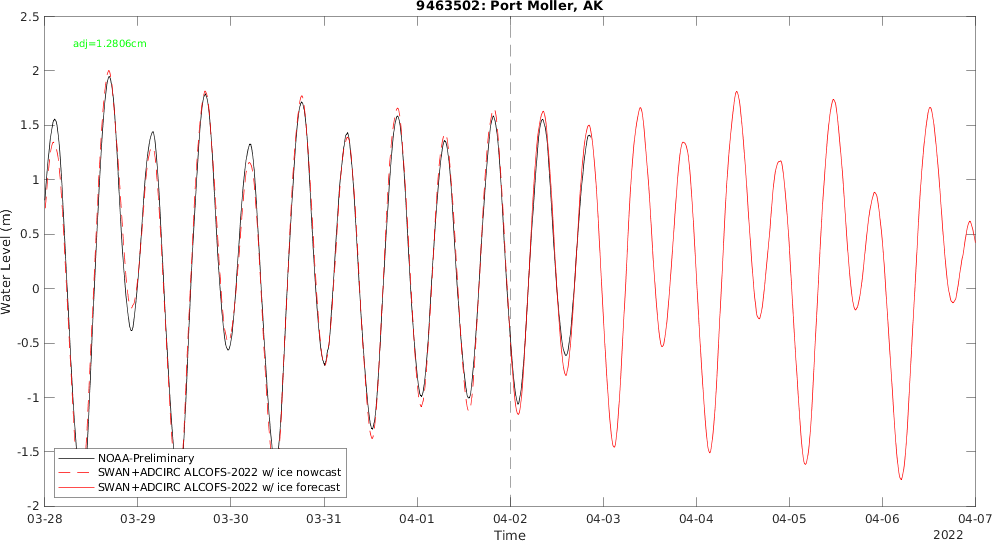 9463502: Port Moller, AK
adj=1.2806cm
2.5
2
1.5
1
0.5
0
-0.5
-1
-1.5
-2
Water Level (m)
NOAA-Preliminary
SWAN+ADCIRC ALCOFS-2022 w/ ice nowcast
SWAN+ADCIRC ALCOFS-2022 w/ ice forecast
03-28 03-29 03-30 03-31 04-01 04-02 04-03 04-04 04-05 04-06 04-07
Time
2022